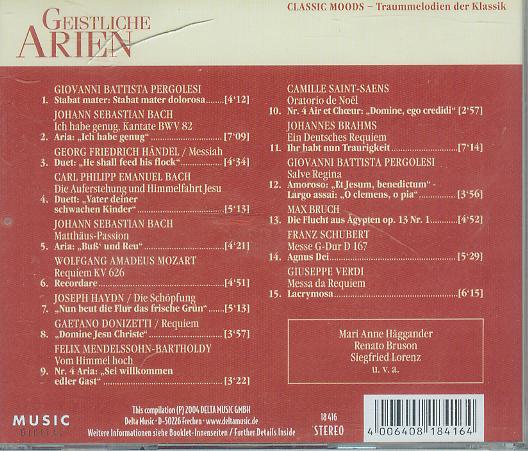 CLASSIC MOODS – Traummelodien der Klassik
GEISTLICHE
ARIEN
GIOVANNI BATTISTA PERGOLESI
1. Stabat mater: Stabat mater dolorosa [4'12]
JOHANN SEBASTIAN BACH
Ich habe genug, Kantate BWV 82
2. Aria: „Ich habe genug" [7'09]
GEORG FRIEDRICH HÄNDEL / Messiah
3. Duet: „He shall feed his flock" [4'34]
CARL PHILIPP EMANUEL BACH
Die Auferstehung und Himmelfahrt Jesu
4. Duett: „Vater deiner
schwachen Kinder" [5'13]
JOHANN SEBASTIAN BACH
Matthäus-Passion
5. Aria: „Buß' und Reu" [4'21]
WOLFGANG AMADEUS MOZART
Requiem KV 626
6. Recordare [4'51]
JOSEPH HAYDN / Die Schöpfung
7. „Nun beut die Flur das frische Grün" [5'13]
GAETANO DONIZETTI / Requiem
8. „Domine Jesu Christe" [3'57]
FELIX MENDELSSOHN-BARTHOLDY
Vom Himmel hoch
9. Nr. 4 Aria: „Sei willkommen
edler Gast" [3'22]
CAMILLE SAINT-SAENS
Oratorio de Noël
10. Nr. 4 Air et Chœur: „Domine, ego credidi" [2'57]
JOHANNES BRAHMS
Ein Deutsches Requiem
11. Ihr habt nun Traurigkeit [7'14]
GIOVANNI BATTISTA PERGOLESI
Salve Regina
12. Amoroso: „Et Jesum, benedictum" -
Largo assai: „O clemens, o pia" [3'56]
MAX BRUCH
13. Die Flucht aus Ägypten op. 13 Nr. 1 [4'52]
FRANZ SCHUBERT
Messe G-Dur D 167
14. Agnus Dei [5'29]
GIUSEPPE VERDI
Messa da Requiem
15. Lacrymosa [6'15]
Mari Anne Häggander
Renato Bruson
Siegfried Lorenz
u. v. a.
MUSIC
DIGITAL
This compilation (P) 2004 DELTA MUSIC GMBH
Delta Music · D-50226 Frechen · www.deltamusic.de
Weitere Informationen siehe Booklet-Innenseiten / Further Details Inside
18 416
STEREO
4 006408 184164